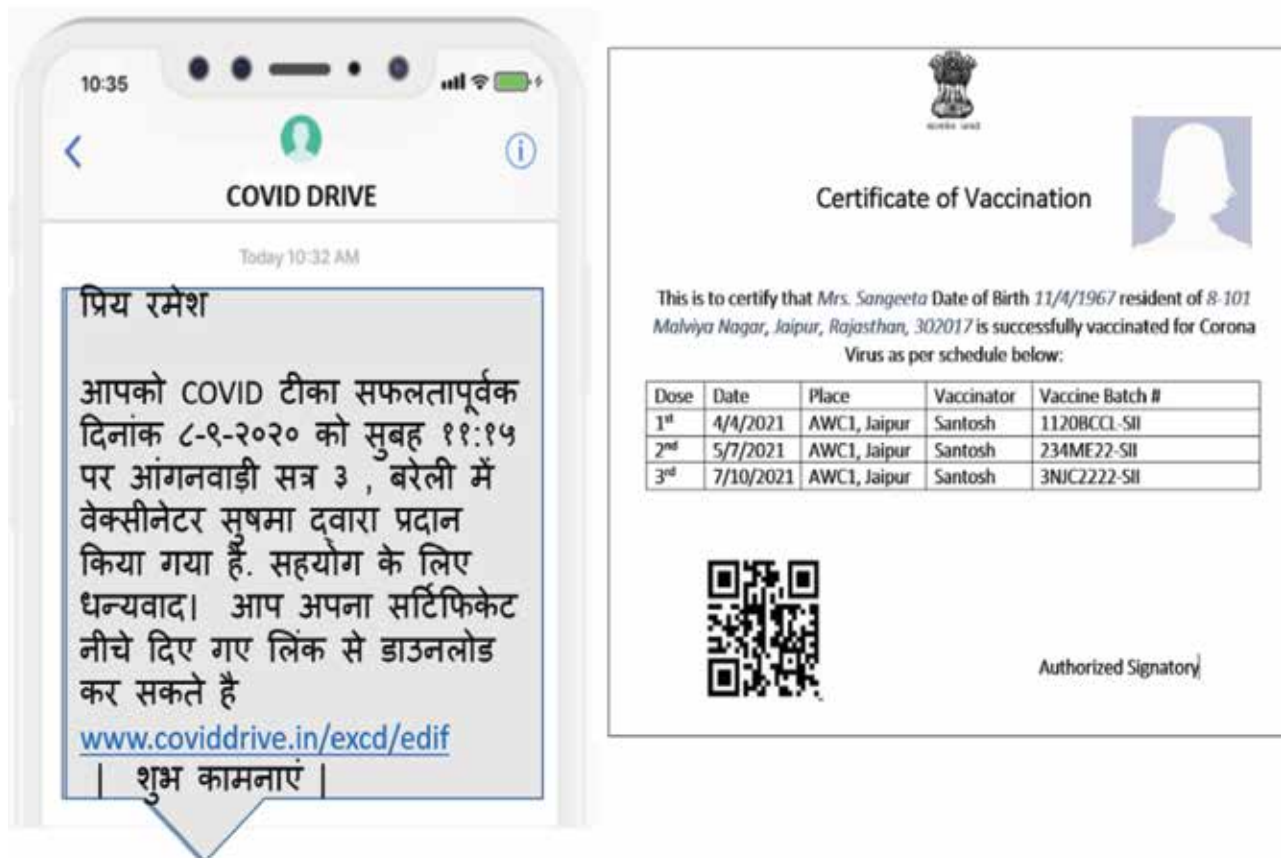 10:35
COVID DRIVE
Today 10:32 AM
प्रिय रमेश
आपको COVID टीका सफलतापूर्वक
दिनांक ८-९-२०२० को सुबह ११:१५
पर आंगनवाड़ी सत्र ३ , बरेली में
वेक्सीनेटर सुषमा द्वारा प्रदान
किया गया है. सहयोग के लिए
धन्यवाद| आप अपना सर्टिफिकेट
नीचे दिए गए लिंक से डाउनलोड
कर सकते है
www.coviddrive.in/excd/edif
| शुभ कामनाएं |
Certificate of Vaccination
This is to certify that Mrs. Sangeeta Date of Birth 11/4/1967 resident of 8-101
Malviya Nagar, Jaipur, Rajasthan, 302017 is successfully vaccinated for Corona
Virus as per schedule below:
Dose Date Place Vaccinator Vaccine Batch #
1st 4/4/2021 AWC1, Jaipur Santosh 1120BCCL-SII
2nd 5/7/2021 AWC1, Jaipur Santosh 234ME22-SII
3rd 7/10/2021 AWC1, Jaipur Santosh 3NJC2222-SII
Authorized Signatory